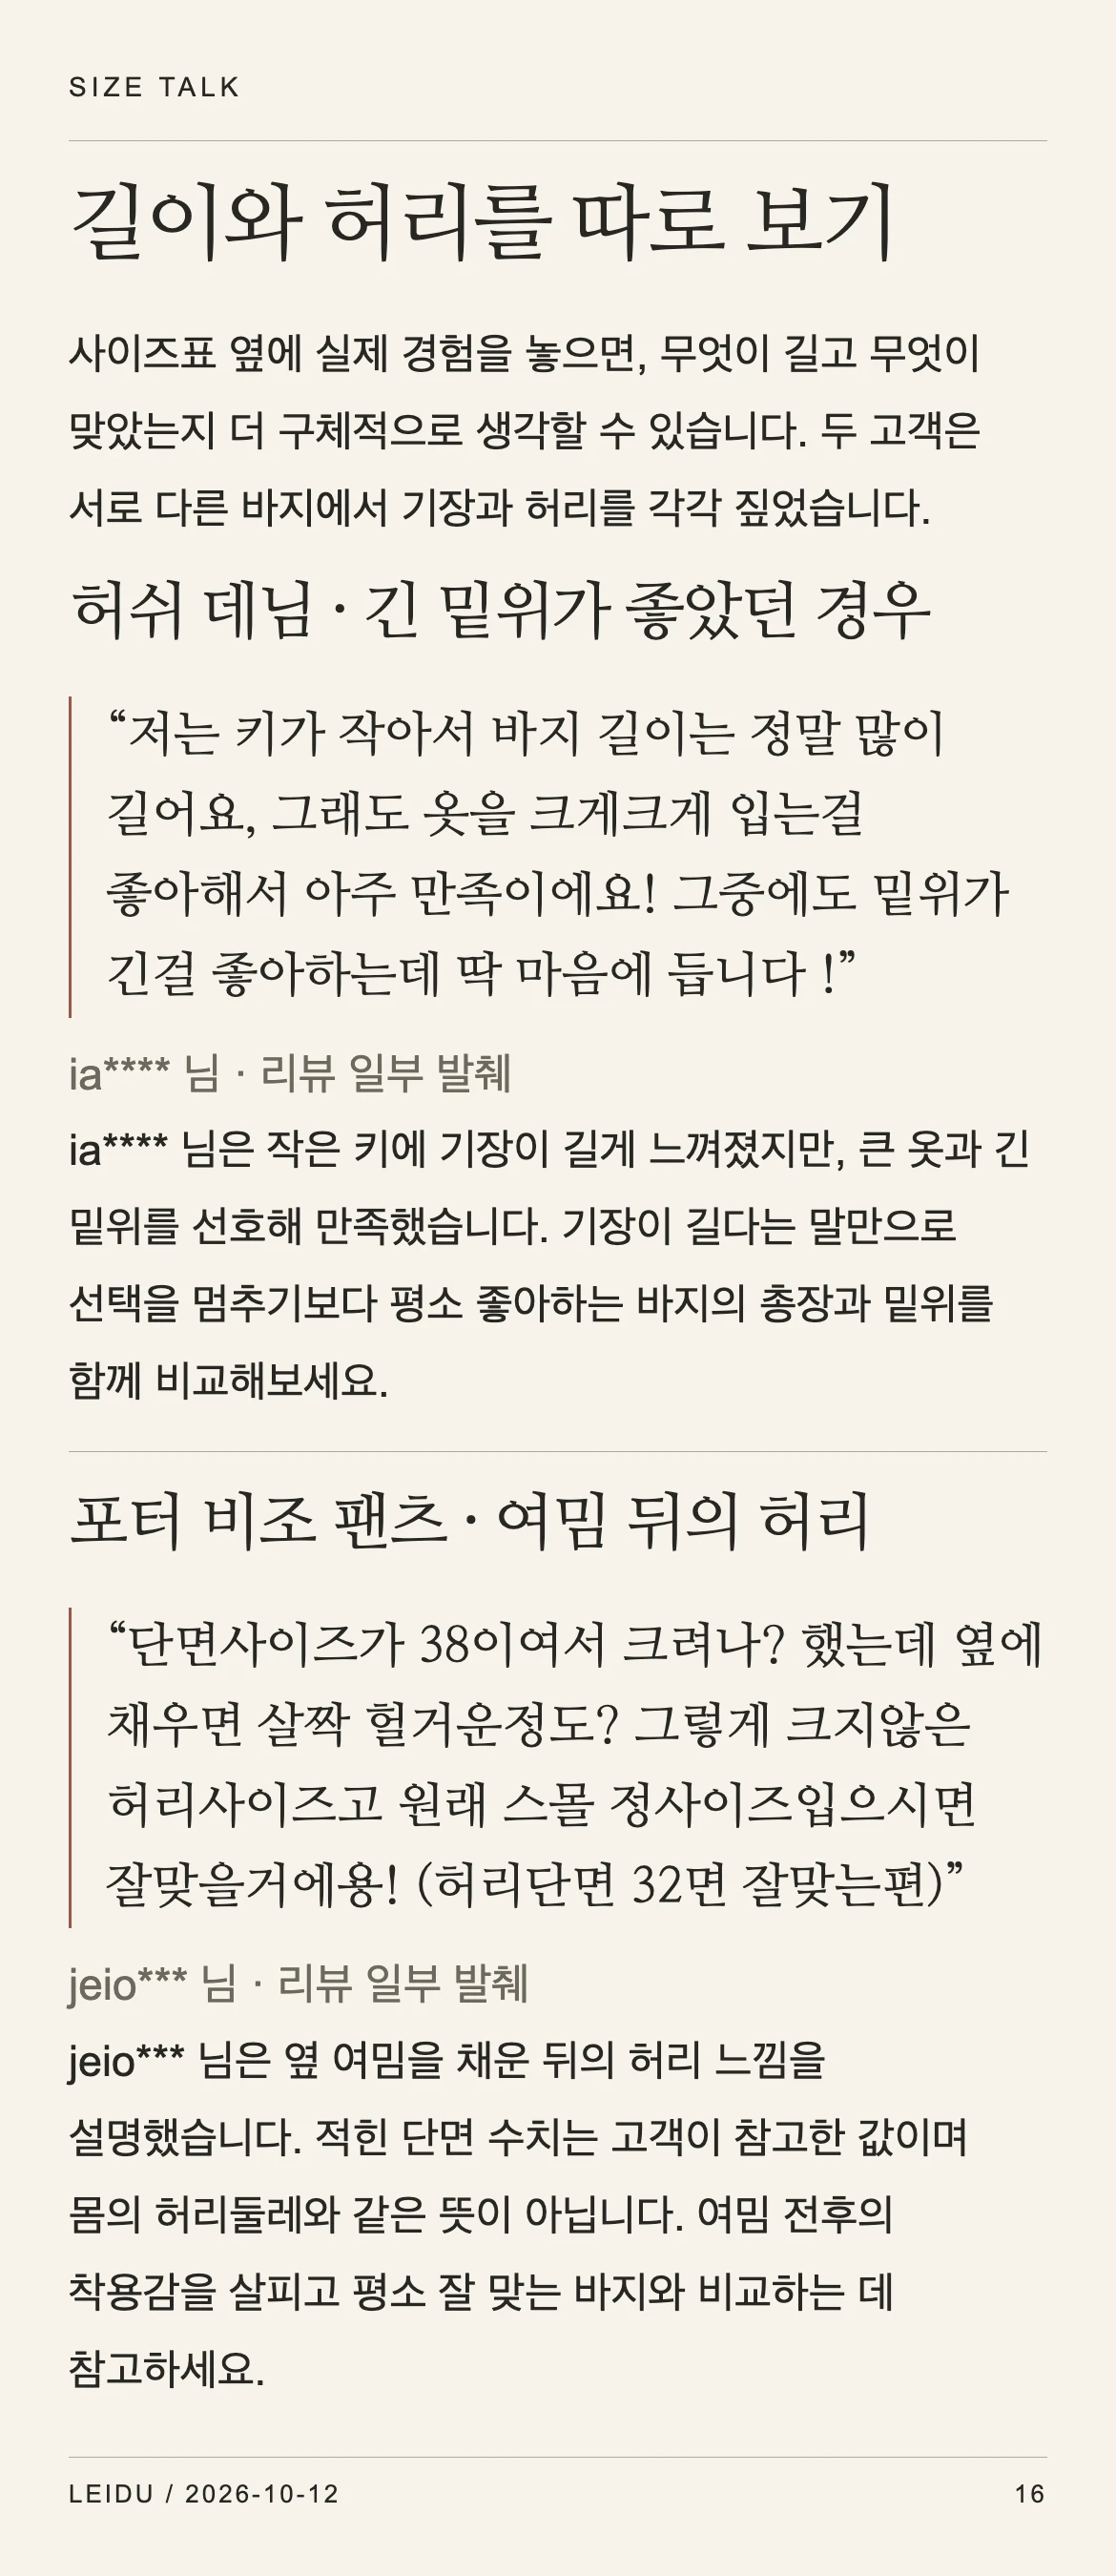 SIZE TALK
길이와 허리를 따로 보기
사이즈표 옆에 실제 경험을 놓으면, 무엇이 길고 무엇이
맞았는지 더 구체적으로 생각할 수 있습니다. 두 고객은
서로 다른 바지에서 기장과 허리를 각각 짚었습니다.
허쉬 데님 · 긴 밑위가 좋았던 경우
“저는 키가 작아서 바지 길이는 정말 많이
길어요, 그래도 옷을 크게크게 입는걸
좋아해서 아주 만족이에요! 그중에도 밑위가
긴걸 좋아하는데 딱 마음에 듭니다 !”
ia**** 님 · 리뷰 일부 발췌
ia**** 님은 작은 키에 기장이 길게 느껴졌지만, 큰 옷과 긴
밑위를 선호해 만족했습니다. 기장이 길다는 말만으로
선택을 멈추기보다 평소 좋아하는 바지의 총장과 밑위를
함께 비교해보세요.
포터 비조 팬츠 · 여밈 뒤의 허리
“단면사이즈가 38이여서 크려나? 했는데 옆에
채우면 살짝 헐거운정도? 그렇게 크지않은
허리사이즈고 원래 스몰 정사이즈입으시면
잘맞을거에용! (허리단면 32면 잘맞는편)”
jeio*** 님 · 리뷰 일부 발췌
jeio*** 님은 옆 여밈을 채운 뒤의 허리 느낌을
설명했습니다. 적힌 단면 수치는 고객이 참고한 값이며
몸의 허리둘레와 같은 뜻이 아닙니다. 여밈 전후의
착용감을 살피고 평소 잘 맞는 바지와 비교하는 데
참고하세요.
LEIDU / 2026-10-12
16